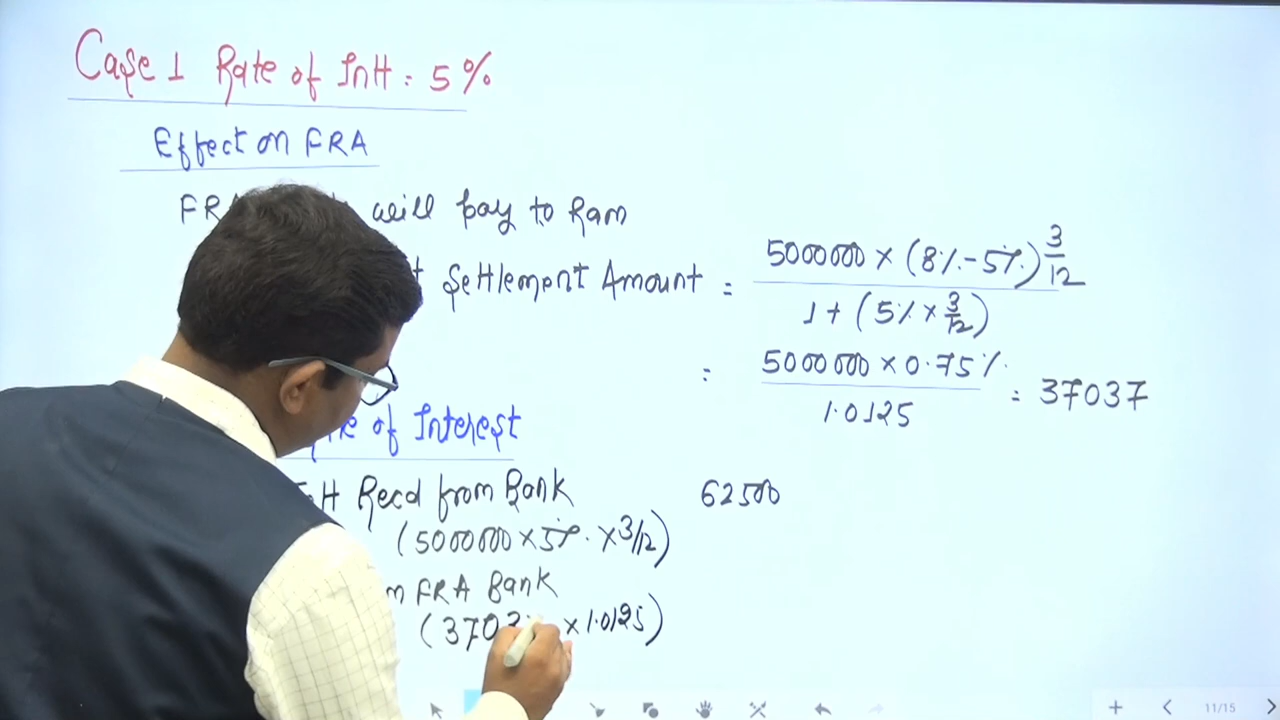 Case 1 Rate of Intt : 5%
Effect on FRA
will pay to Ram
Settlement Amount = 5000000 × (8% - 5%) 3/12
1 + (5% × 3/12)
= 5000000 × 0.75%
1.0125
= 37037
of Interest
Recd from Bank 62500
(5000000 × 5% × 3/12)
FRA Bank
× 1.0125)
11/15